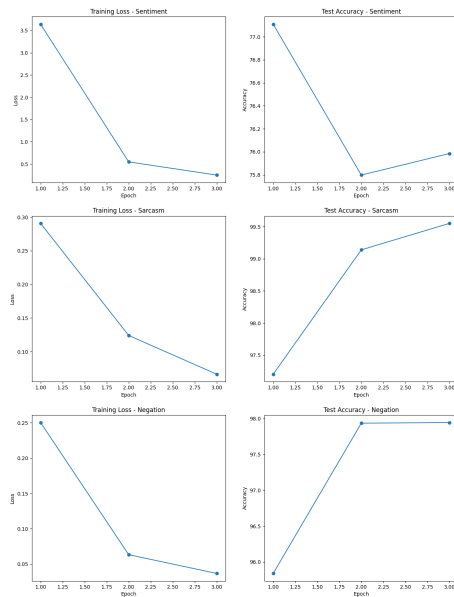 Training Loss - Sentiment
Test Accuracy - Sentiment
3.5
3.0
2.5
2.0
1.5
1.0
0.5
Loss
1.00 1.25 1.50 1.75 2.00 2.25 2.50 2.75 3.00
Epoch
77.0
76.8
76.6
76.4
76.2
76.0
75.8
Accuracy
1.00 1.25 1.50 1.75 2.00 2.25 2.50 2.75 3.00
Epoch
Training Loss - Sarcasm
Test Accuracy - Sarcasm
0.30
0.25
0.20
0.15
0.10
Loss
1.00 1.25 1.50 1.75 2.00 2.25 2.50 2.75 3.00
Epoch
99.5
99.0
98.5
98.0
97.5
Accuracy
1.00 1.25 1.50 1.75 2.00 2.25 2.50 2.75 3.00
Epoch
Training Loss - Negation
Test Accuracy - Negation
0.25
0.20
0.15
0.10
0.05
Loss
1.00 1.25 1.50 1.75 2.00 2.25 2.50 2.75 3.00
Epoch
98.0
97.5
97.0
96.5
96.0
Accuracy
1.00 1.25 1.50 1.75 2.00 2.25 2.50 2.75 3.00
Epoch